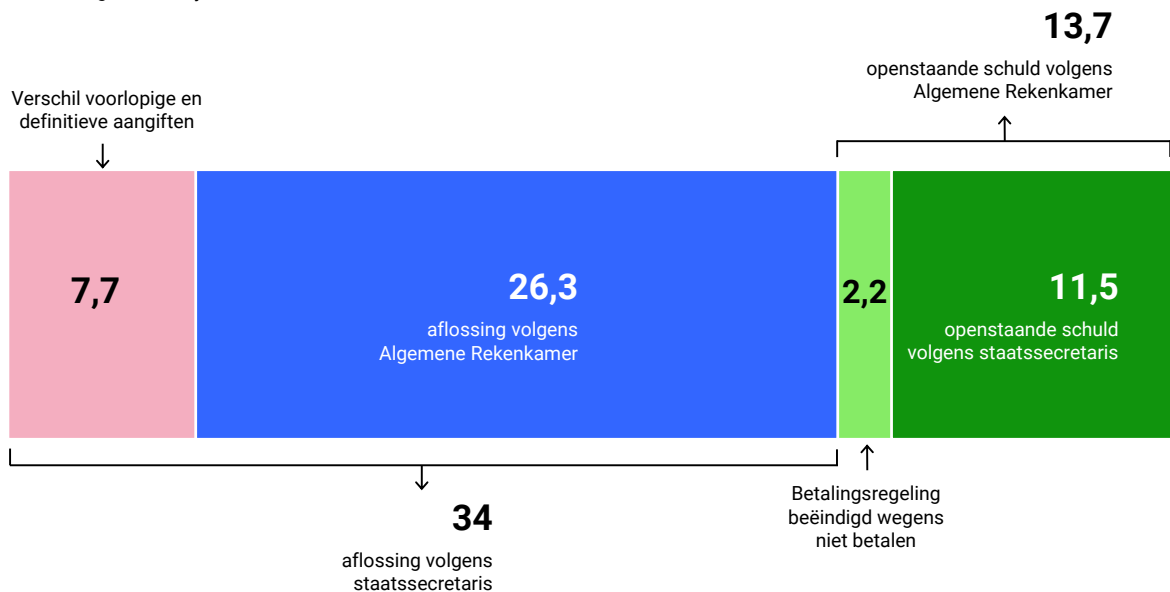 13,7
openstaande schuld volgens
Algemene Rekenkamer
Verschil voorlopige en
definitieve aangiften
7,7
26,3
aflossing volgens
Algemene Rekenkamer
2,2
11,5
openstaande schuld
volgens staatssecretaris
34
aflossing volgens
staatssecretaris
Betalingsregeling
beëindigd wegens
niet betalen